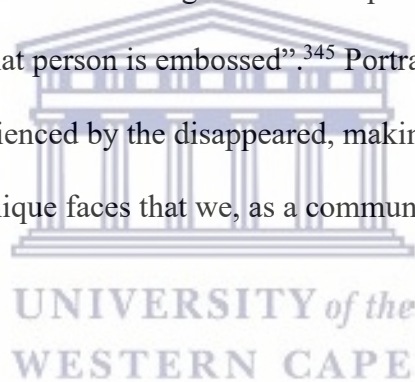 at person is embossed”.345 Portra
ienced by the disappeared, makin
nique faces that we, as a commun
UNIVERSITY of the
WESTERN CAPE